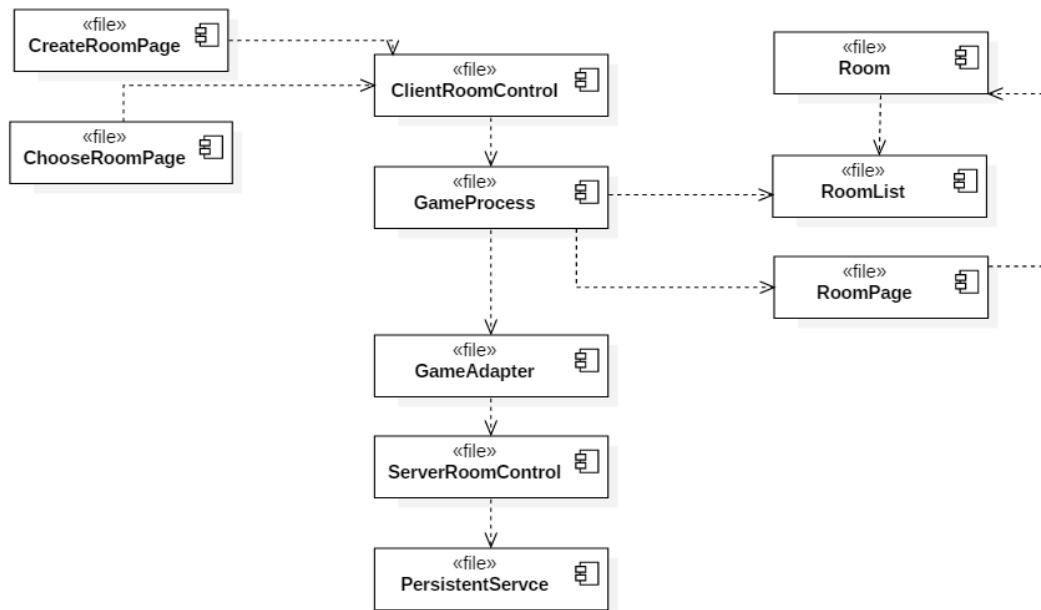 «file»
CreateRoomPage
«file»
ChooseRoomPage
«file»
ClientRoomControl
«file»
GameProcess
«file»
GameAdapter
«file»
ServerRoomControl
«file»
PersistentServce
«file»
Room
«file»
RoomList
«file»
RoomPage